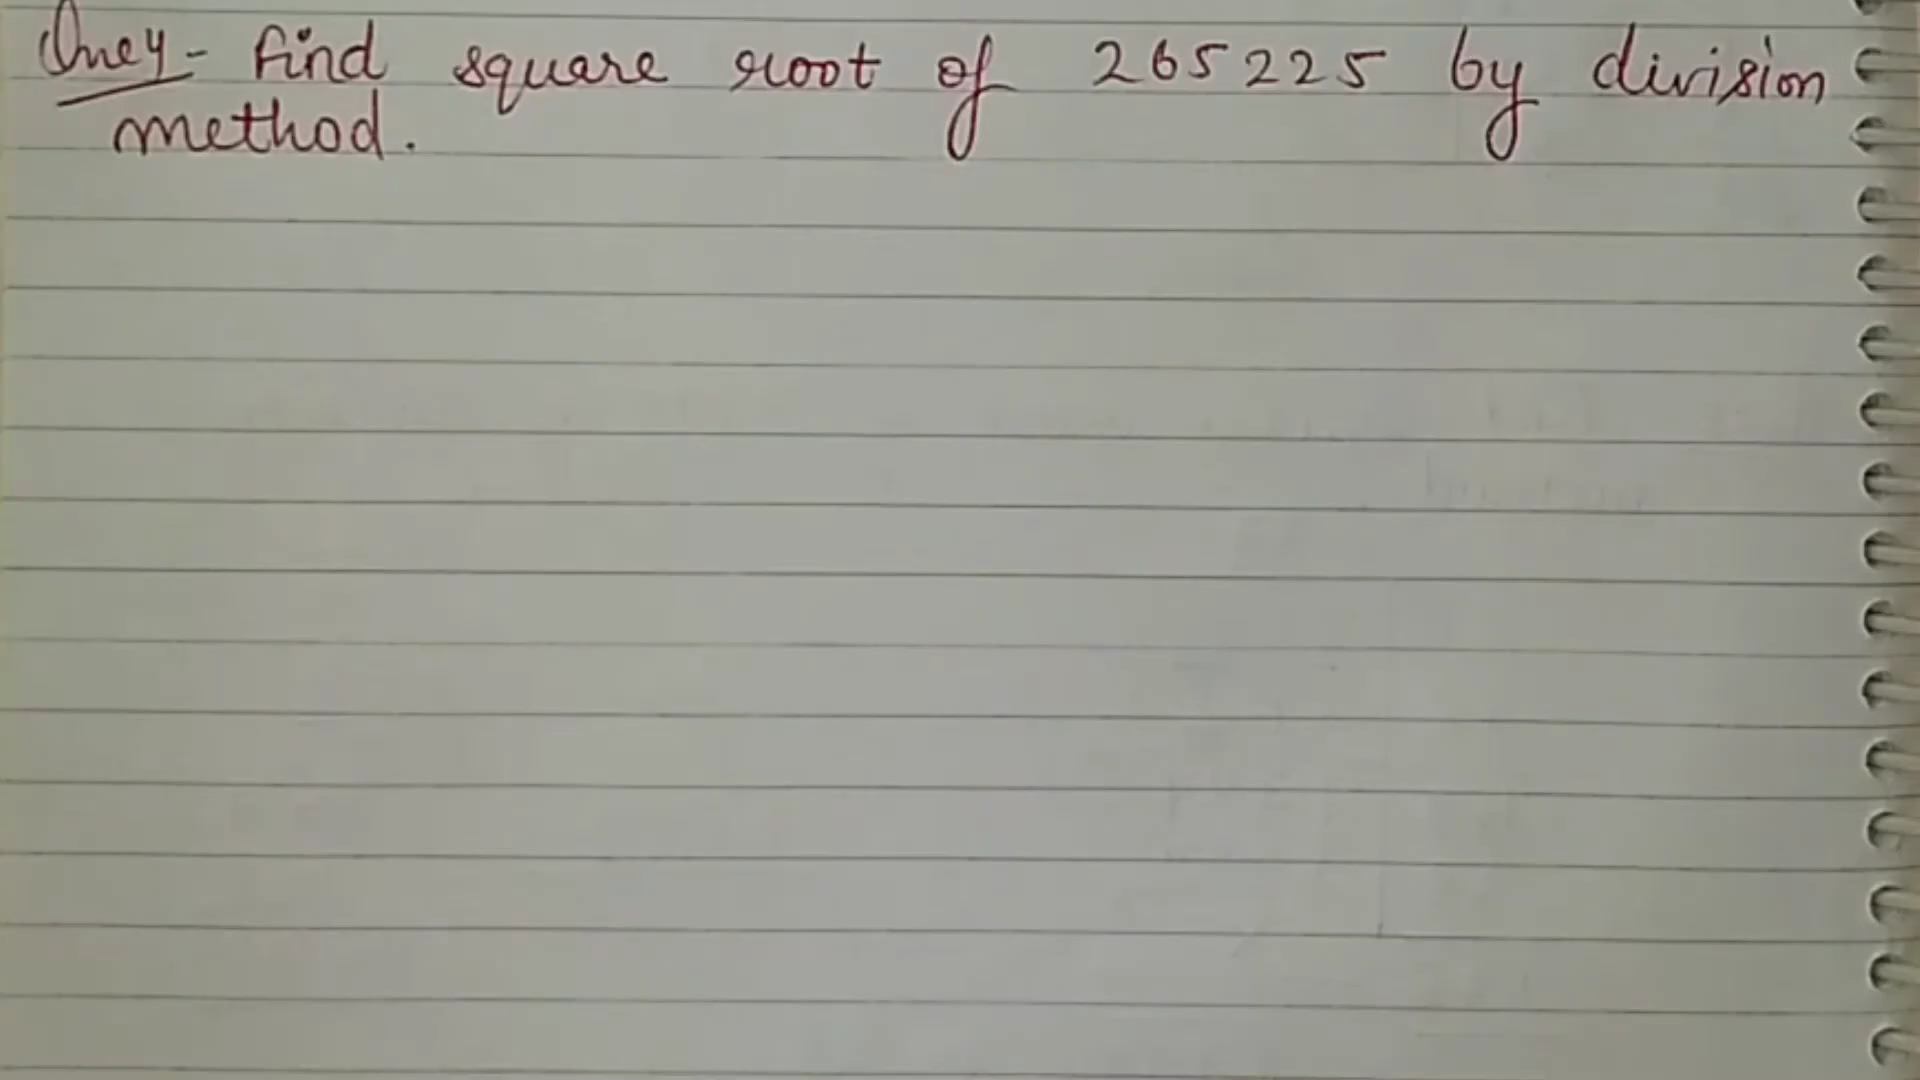 Ques- Find square root of 265225 by division
method.